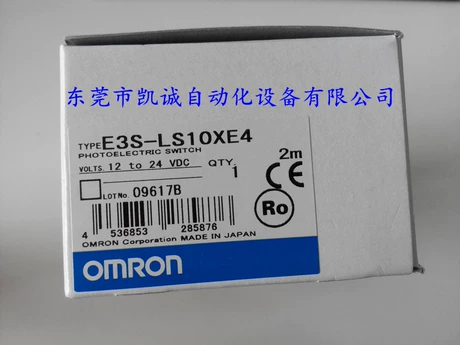 东莞市凯诚自动化设备有限公司
TYPE E3S-LS10XE4
PHOTOELECTRIC SWITCH
VOLTS. 12 to 24 VDC QTY. 1
2m
LOT No. 09617B
CE
Ro
4 536853 285876
OMRON Corporation MADE IN JAPAN
OMRON